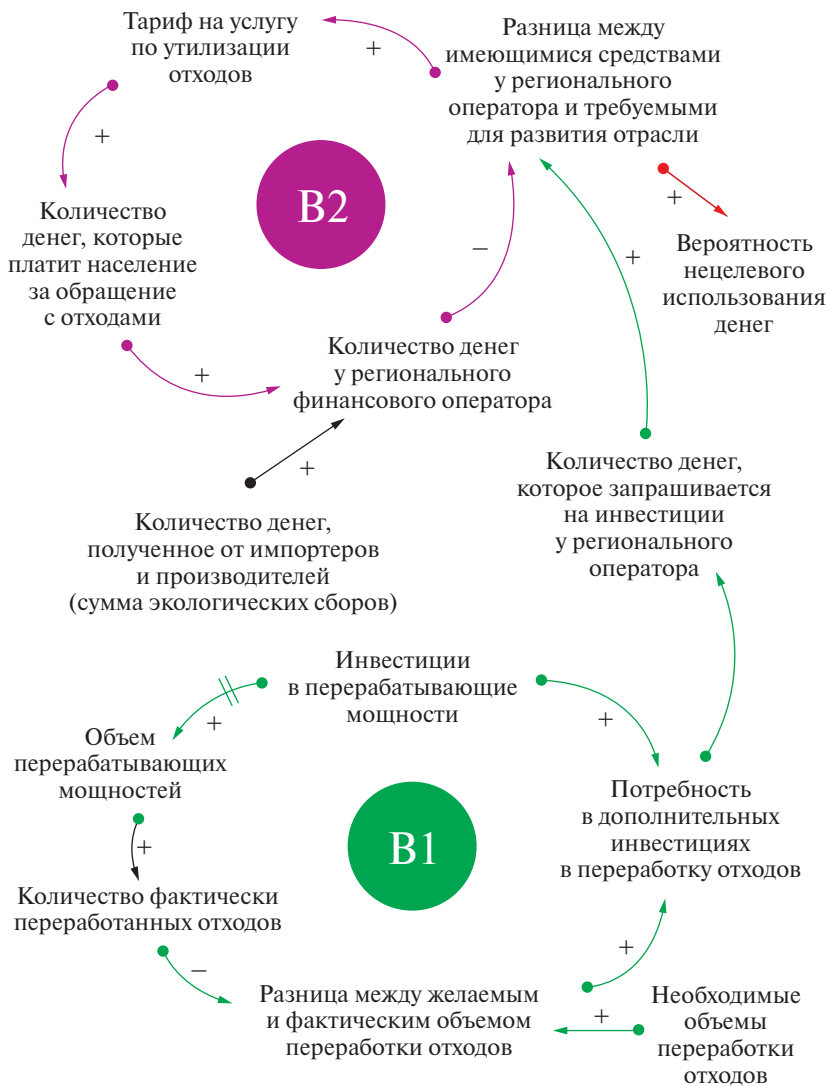 Тариф на услугу
по утилизации
отходов
+
Разница между
имеющимися средствами
у регионального
оператора и требуемыми
для развития отрасли
+
B2
Количество
денег, которые
платит население
за обращение
с отходами
–
+
+
Вероятность
нецелевого
использования
денег
+
Количество денег
у регионального
финансового оператора
+
Количество денег,
которое запрашивается
на инвестиции
у регионального
оператора
Количество денег,
полученное от импортеров
и производителей
(сумма экологических сборов)
Инвестиции
в перерабатывающие
мощности
+
+
Объем
перерабатывающих
мощностей
B1
Потребность
в дополнительных
инвестициях
в переработку отходов
+
Количество фактически
переработанных отходов
–
+
Разница между желаемым
и фактическим объемом
переработки отходов
+
Необходимые
объемы
переработки
отходов